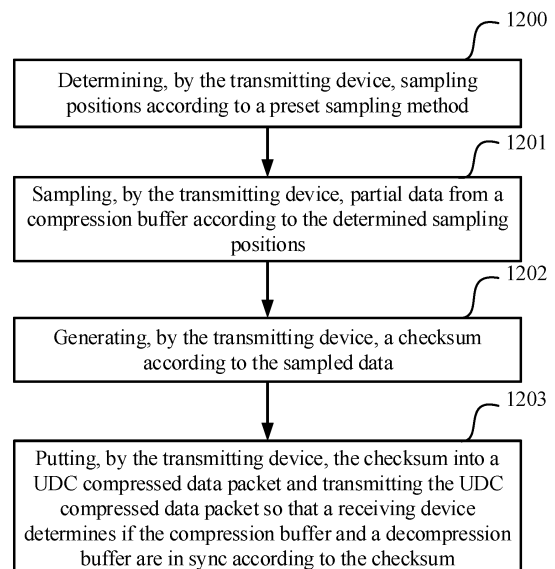 1200
Determining, by the transmitting device, sampling
positions according to a preset sampling method
1201
Sampling, by the transmitting device, partial data from a
compression buffer according to the determined sampling
positions
1202
Generating, by the transmitting device, a checksum
according to the sampled data
1203
Putting, by the transmitting device, the checksum into a
UDC compressed data packet and transmitting the UDC
compressed data packet so that a receiving device
determines if the compression buffer and a decompression
buffer are in sync according to the checksum